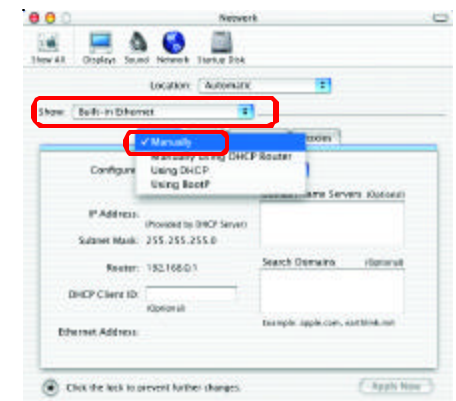 Network
Show All Displays Sound Network Startup Disk
Location: Automatic
Show: Built-in Ethernet
✓ Manually
Manually using DHCP Router
Using DHCP
Using BootP
Configure
Name Servers (Optional)
IP Address:
(Provided by DHCP Server)
Subnet Mask: 255.255.255.0
Router: 192.168.0.1
Search Domains (Optional)
DHCP Client ID:
(Optional)
Example: apple.com, earthlink.net
Ethernet Address:
Click the lock to prevent further changes.
Apply Now